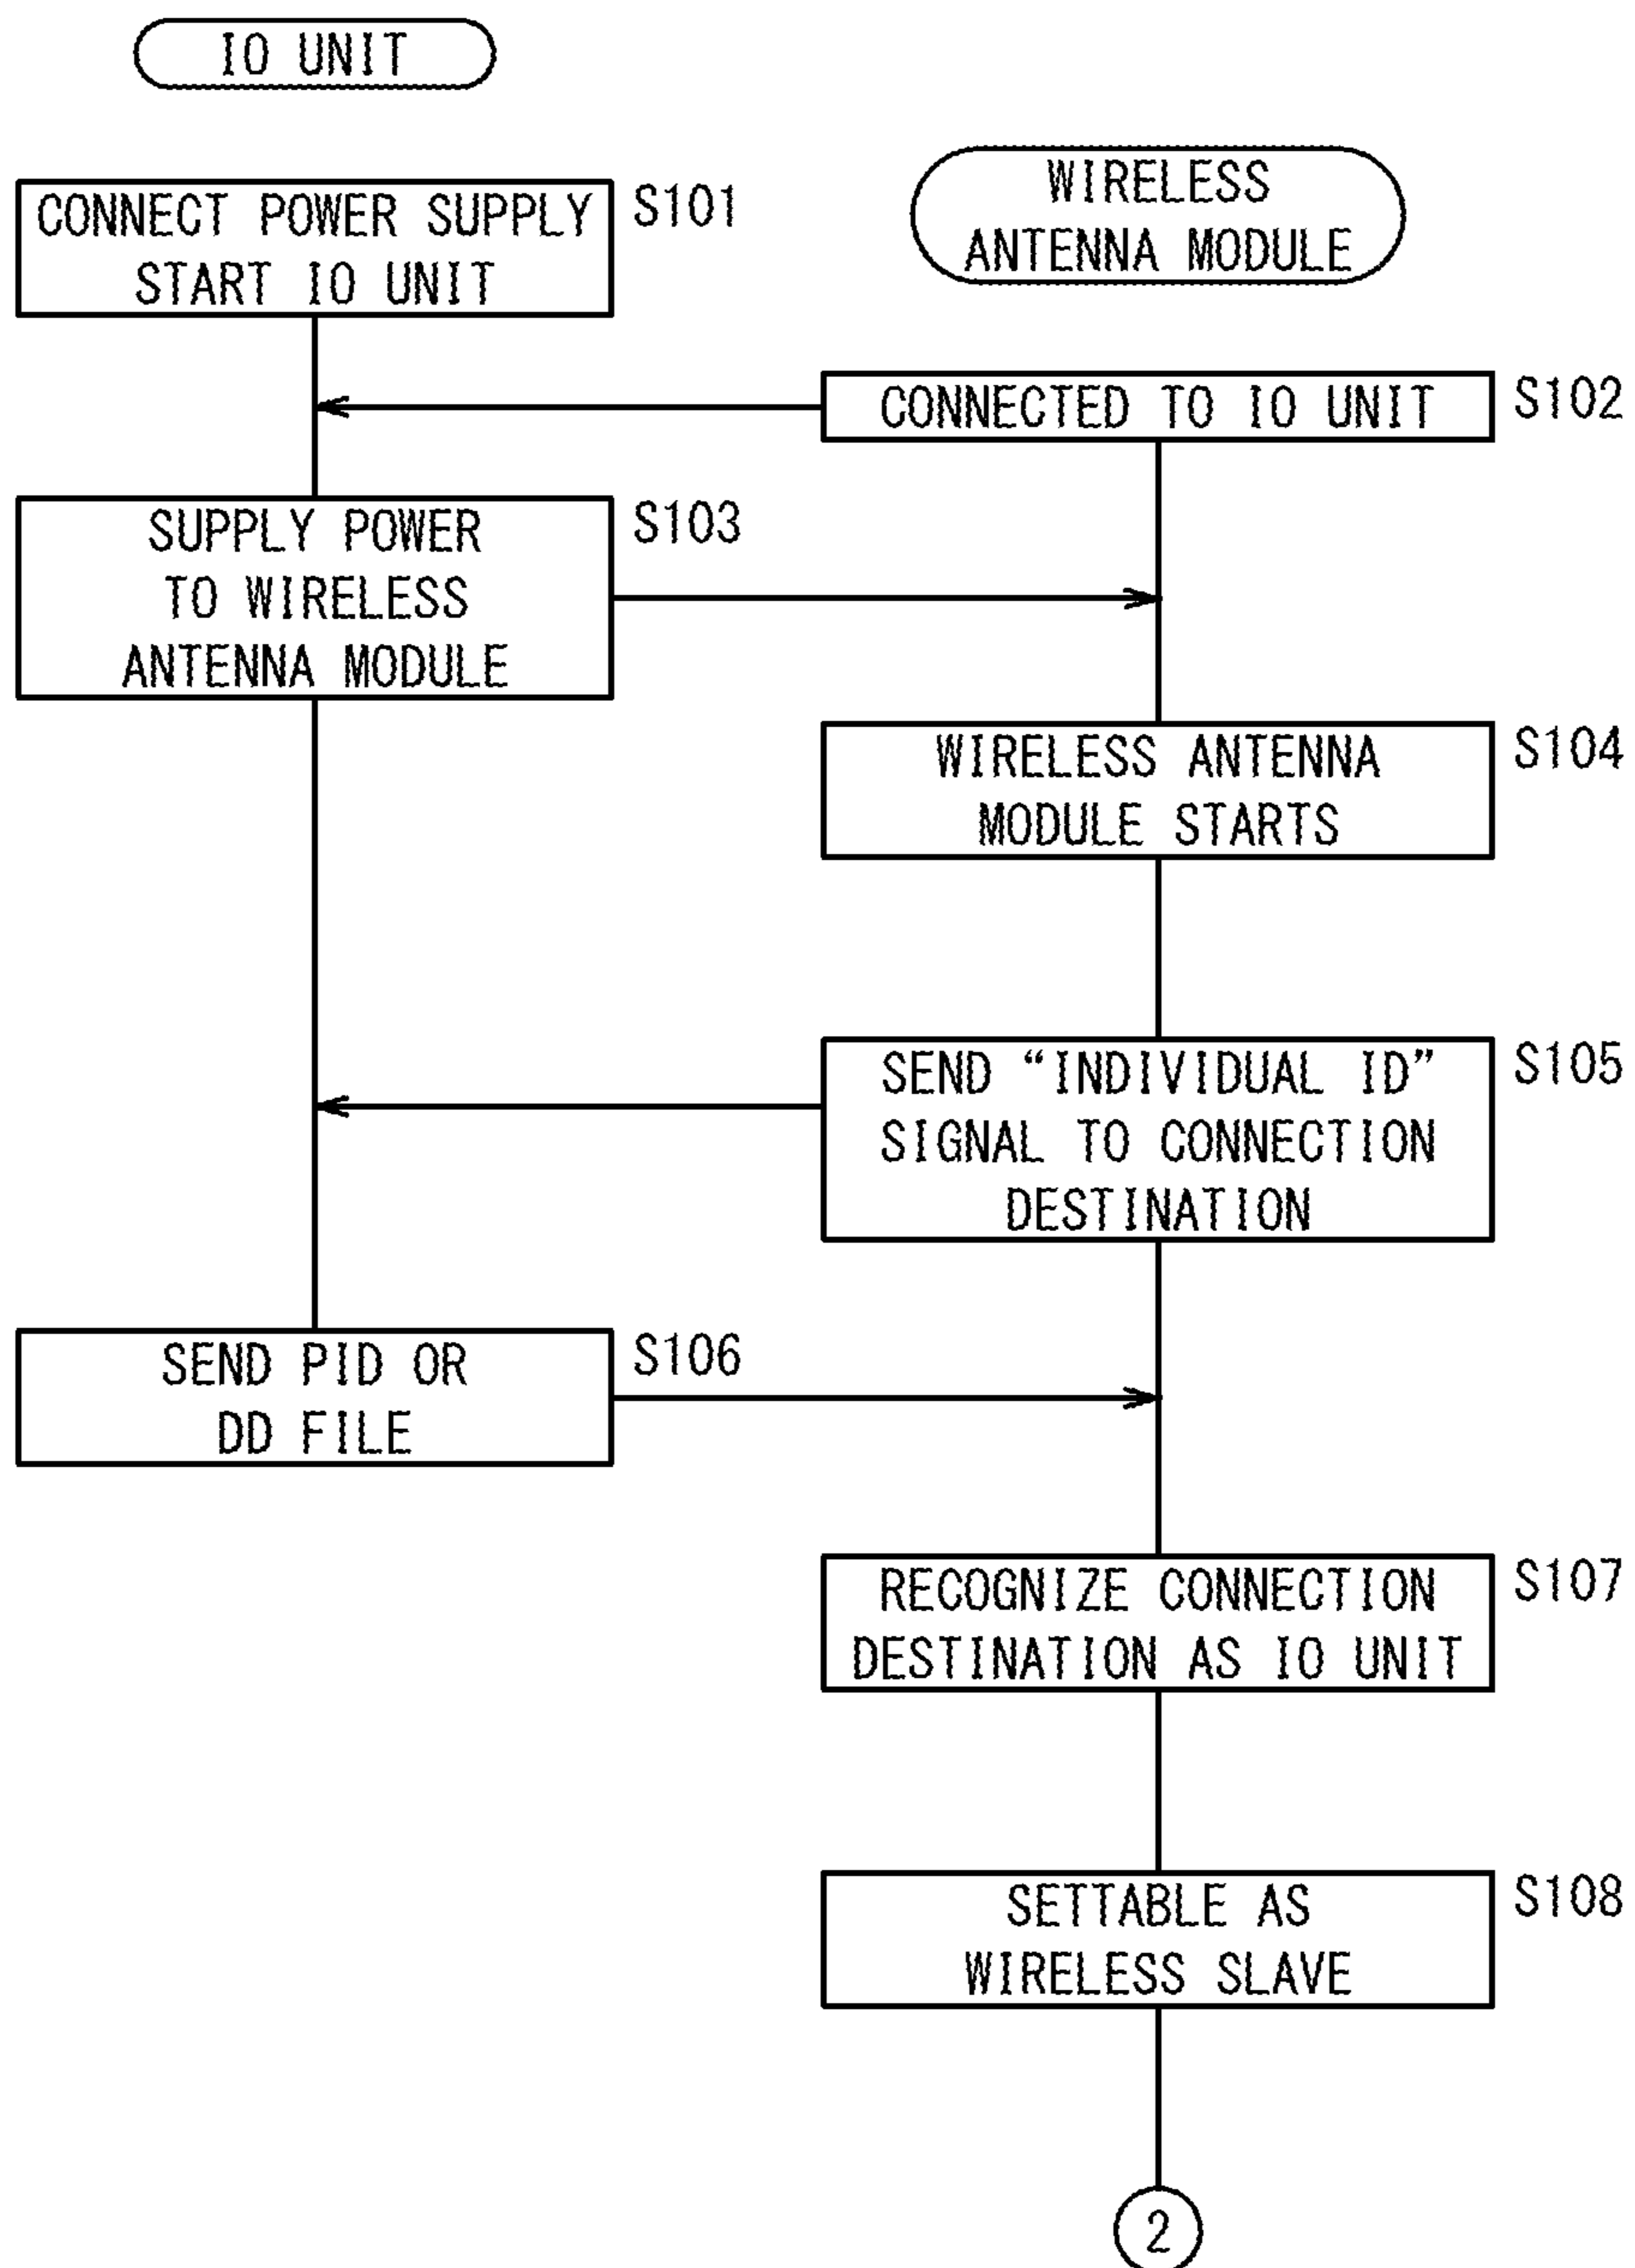 IO UNIT
WIRELESS
ANTENNA MODULE
CONNECT POWER SUPPLY
START IO UNIT
S101
CONNECTED TO IO UNIT
S102
SUPPLY POWER
TO WIRELESS
ANTENNA MODULE
S103
WIRELESS ANTENNA
MODULE STARTS
S104
SEND “INDIVIDUAL ID”
SIGNAL TO CONNECTION
DESTINATION
S105
SEND PID OR
DD FILE
S106
RECOGNIZE CONNECTION
DESTINATION AS IO UNIT
S107
SETTABLE AS
WIRELESS SLAVE
S108
2